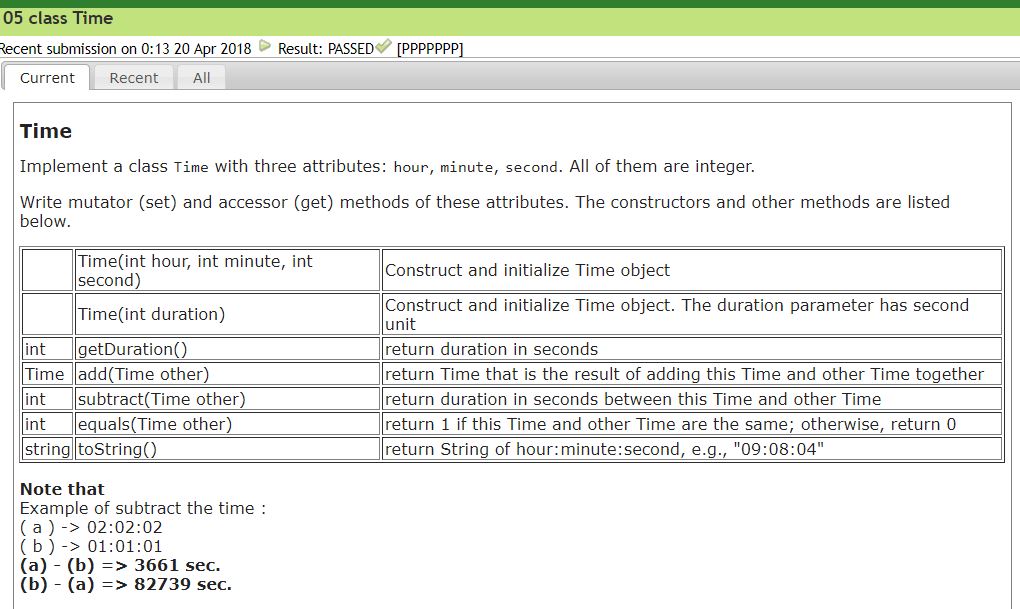 05 class Time
Recent submission on 0:13 20 Apr 2018 Result: PASSED [PPPPPPP]
Current Recent All
Time
Implement a class Time with three attributes: hour, minute, second. All of them are integer.
Write mutator (set) and accessor (get) methods of these attributes. The constructors and other methods are listed
below.
Time(int hour, int minute, int
second)
Construct and initialize Time object
Time(int duration)
Construct and initialize Time object. The duration parameter has second
unit
int getDuration() return duration in seconds
Time add(Time other) return Time that is the result of adding this Time and other Time together
int subtract(Time other) return duration in seconds between this Time and other Time
int equals(Time other) return 1 if this Time and other Time are the same; otherwise, return 0
string toString() return String of hour:minute:second, e.g., "09:08:04"
Note that
Example of subtract the time :
( a ) -> 02:02:02
( b ) -> 01:01:01
(a) - (b) => 3661 sec.
(b) - (a) => 82739 sec.